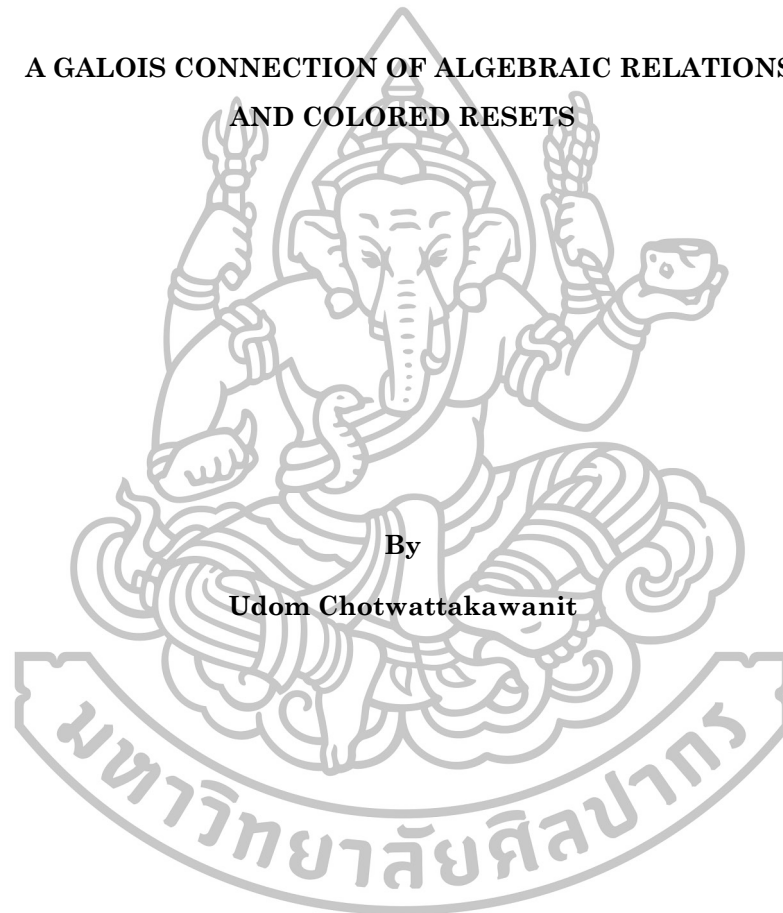 A GALOIS CONNECTION OF ALGEBRAIC RELATIONS
AND COLORED RESETS
By
Udom Chotwattakawanit
มหาวิทยาลัยศิลปากร